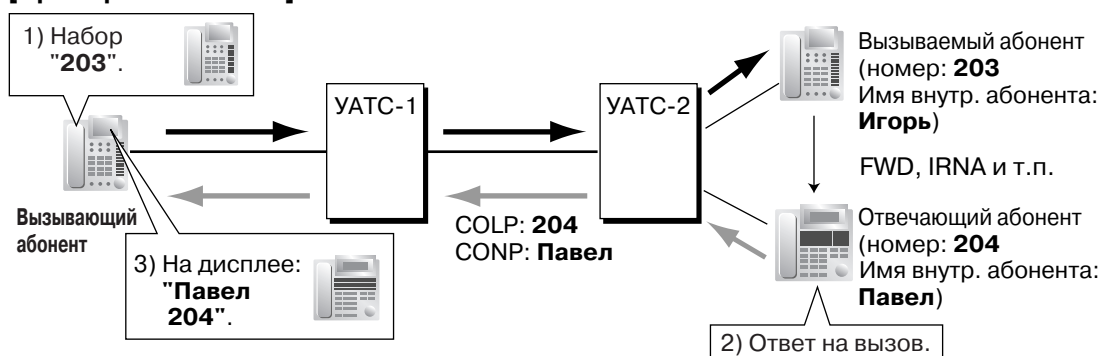 1) Набор
"203".
УАТС-1
УАТС-2
Вызываемый абонент
(номер: 203
Имя внутр. абонента:
Игорь)
FWD, IRNA и т.п.
Вызывающий
абонент
COLP: 204
CONP: Павел
Отвечающий абонент
(номер: 204
Имя внутр. абонента:
Павел)
3) На дисплее:
"Павел
204".
2) Ответ на вызов.